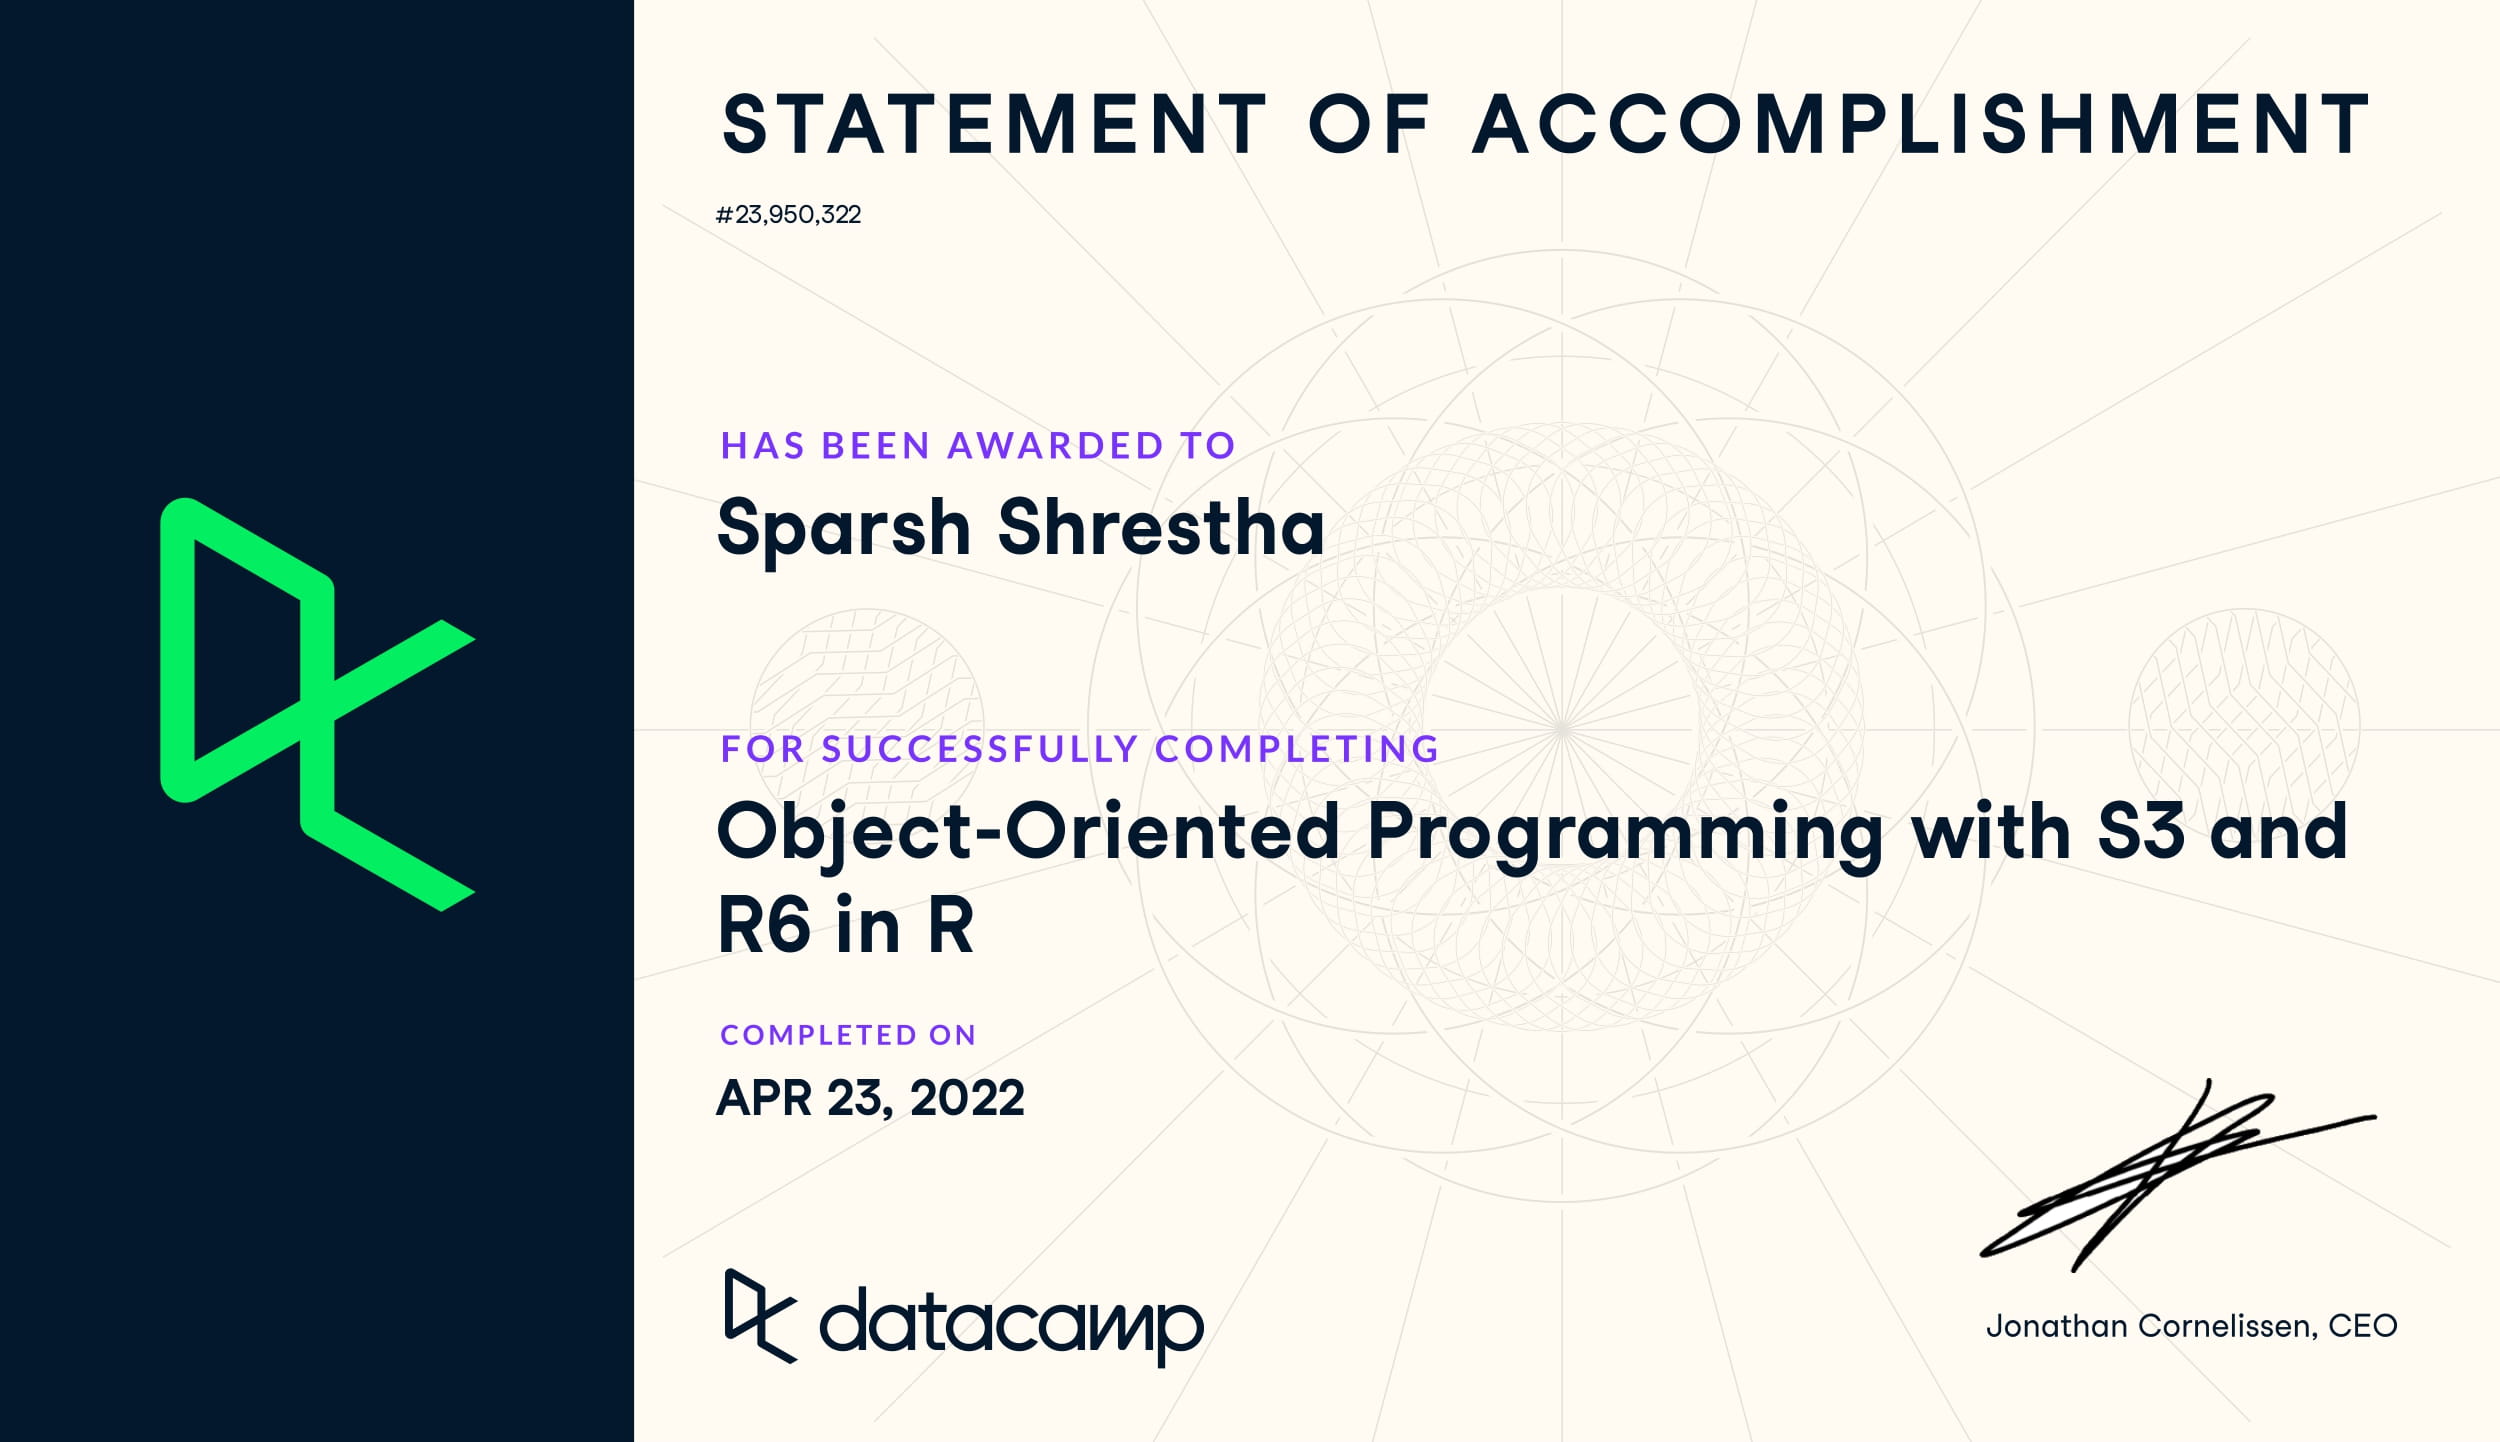 STATEMENT OF ACCOMPLISHMENT
#23,950,322
HAS BEEN AWARDED TO
Sparsh Shrestha
FOR SUCCESSFULLY COMPLETING
Object-Oriented Programming with S3 and
R6 in R
COMPLETED ON
APR 23, 2022
datacamp
Jonathan Cornelissen, CEO